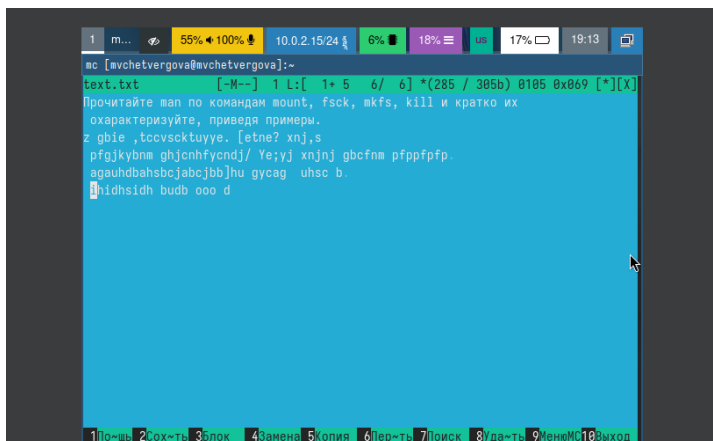 1 m... 55% 100% 10.0.2.15/24 6% 18% us 17% 19:13
mc [mvchetvergova@mvchetvergova]:~
text.txt [-M--] 1 L:[ 1+ 5 6/ 6] *(285 / 305b) 0105 0x069 [*][X]
Прочитайте man по командам mount, fsck, mkfs, kill и кратко их
охарактеризуйте, приведя примеры.
z gbie ,tccvscktuyye. [etne? xnj,s
pfgjkybnm ghjcnhfycndj/ Ye;yj xnjnj gbcfnm pfppfpfp.
agauhdbahsbcjabcjbb]hu gycag uhsc b.
ihidhsidh budb ooo d
1По~шь 2Сох~ть 3Блок 4Замена 5Копия 6Пер~ть 7Поиск 8Уда~ть 9МенюMC 10Выход